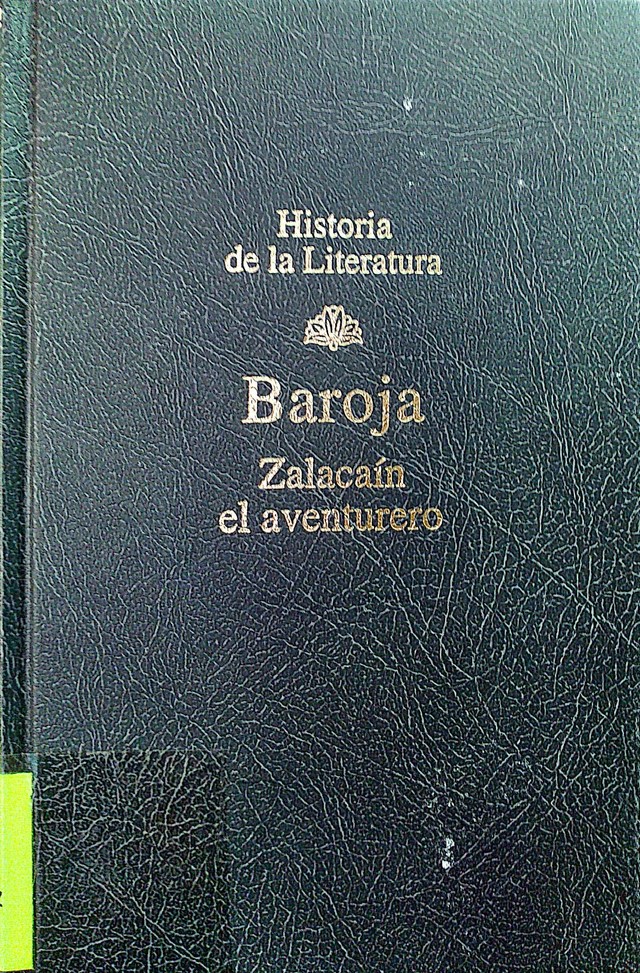 Historia
de la Literatura
Baroja
Zalacaín
el aventurero